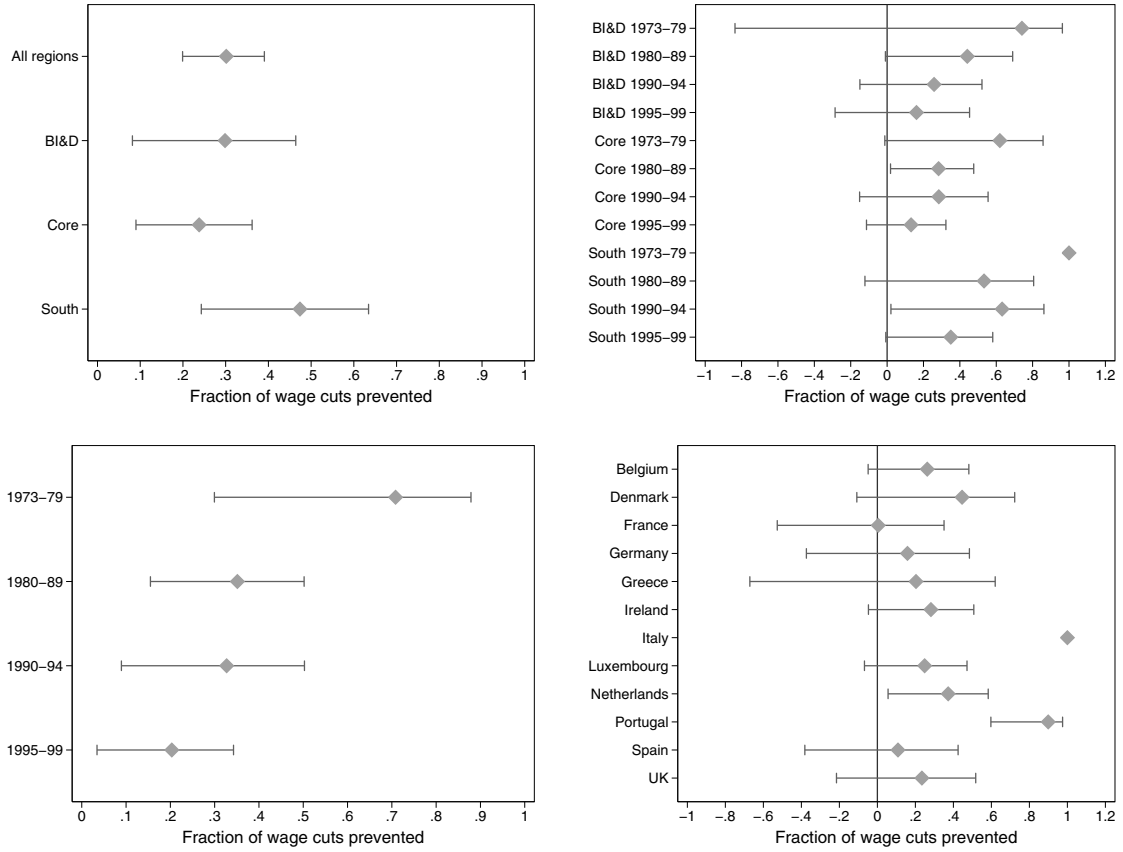 All regions
BI&D
Core
South
0 .1 .2 .3 .4 .5 .6 .7 .8 .9 1
Fraction of wage cuts prevented
BI&D 1973–79
BI&D 1980–89
BI&D 1990–94
BI&D 1995–99
Core 1973–79
Core 1980–89
Core 1990–94
Core 1995–99
South 1973–79
South 1980–89
South 1990–94
South 1995–99
–1 –.8 –.6 –.4 –.2 0 .2 .4 .6 .8 1 1.2
Fraction of wage cuts prevented
1973–79
1980–89
1990–94
1995–99
0 .1 .2 .3 .4 .5 .6 .7 .8 .9 1
Fraction of wage cuts prevented
Belgium
Denmark
France
Germany
Greece
Ireland
Italy
Luxembourg
Netherlands
Portugal
Spain
UK
–1 –.8 –.6 –.4 –.2 0 .2 .4 .6 .8 1 1.2
Fraction of wage cuts prevented